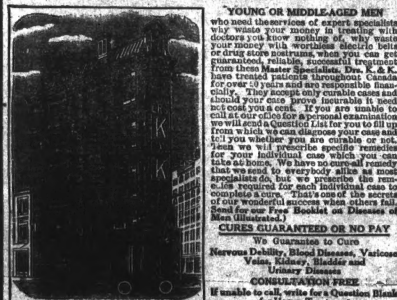 YOUNG OR MIDDLE-AGED MEN
who need the services of expert specialists
why waste your money in treating with
doctors you know nothing of, why waste
your money with worthless electric belts
or drug store nostrums, when you can get
guaranteed, reliable, successful treatment
from these Master Specialists. Drs. K. & K.
have treated patients throughout Canada
for over 20 years and are responsible finan-
cially. They accept only curable cases and
should your case prove incurable it need
not cost you a cent. If you are unable to
call at our office for a personal examination
we will send a Question List for you to fill up
from which we can diagnose your case and
tell you whether you are curable or not.
Then we will prescribe specific remedies
for your individual case which you can
take at home. We have no cure-all remedy
that we send to everybody alike as most
specialists do, but we prescribe the rem-
edies required for each individual case to
complete a cure. That's one of the secrets
of our wonderful success when others fail.
Send for our Free Booklet on Diseases of
Men (illustrated.)
CURES GUARANTEED OR NO PAY
We Guarantee to Cure
Nervous Debility, Blood Diseases, Varicose
Veins, Kidney, Bladder and
Urinary Diseases
CONSULTATION FREE
If unable to call, write for a Question Blank
K
&
K